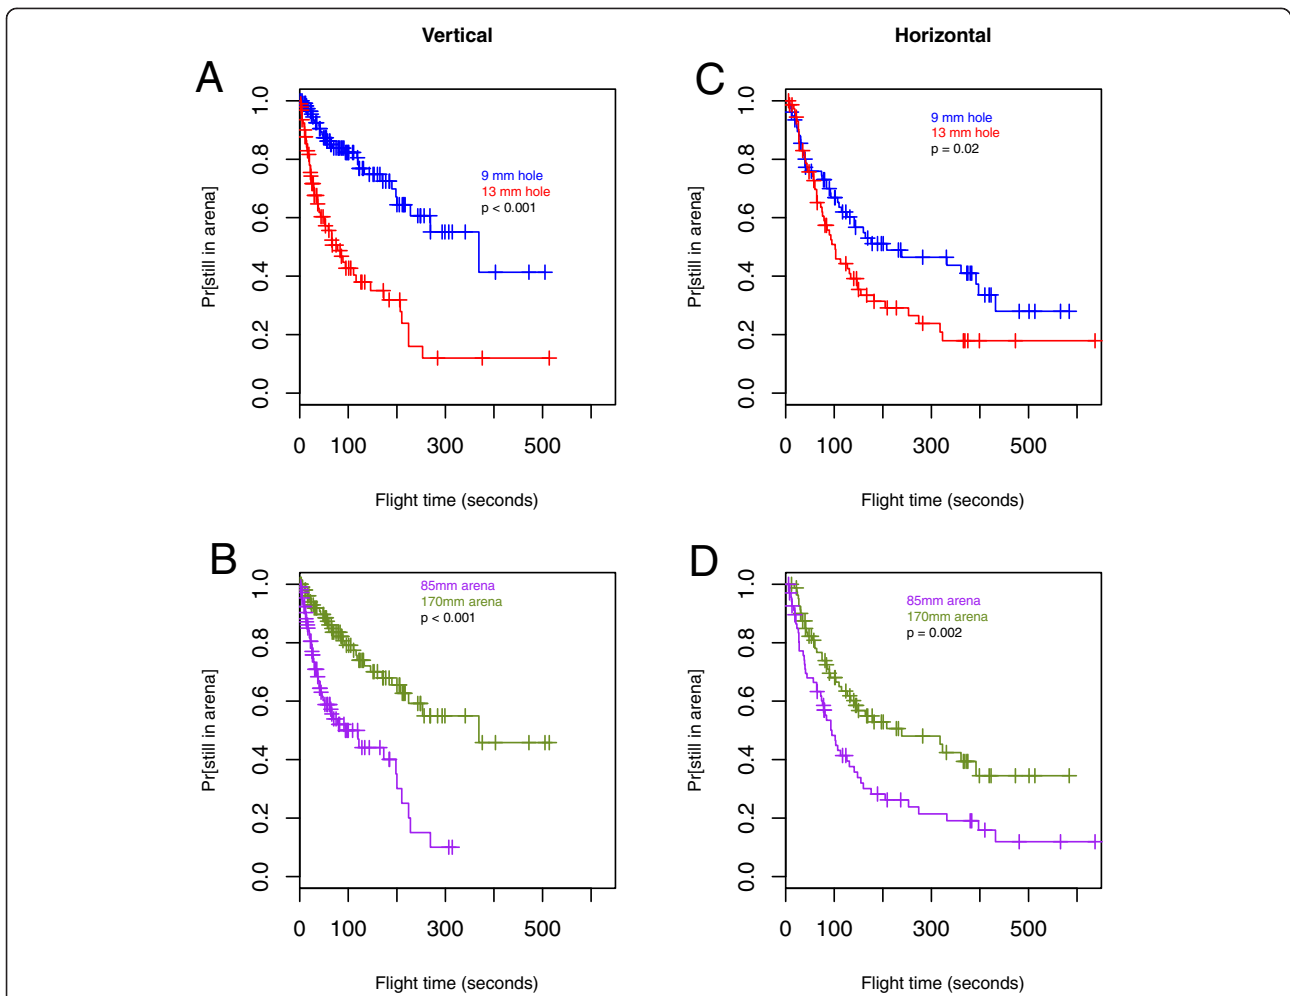 Vertical
Horizontal
A
1.0
0.8
0.6
0.4
0.2
0.0
Pr[still in arena]
9 mm hole
13 mm hole
p < 0.001
0 100 300 500
Flight time (seconds)
C
1.0
0.8
0.6
0.4
0.2
0.0
Pr[still in arena]
9 mm hole
13 mm hole
p = 0.02
0 100 300 500
Flight time (seconds)
B
1.0
0.8
0.6
0.4
0.2
0.0
Pr[still in arena]
85mm arena
170mm arena
p < 0.001
0 100 300 500
Flight time (seconds)
D
1.0
0.8
0.6
0.4
0.2
0.0
Pr[still in arena]
85mm arena
170mm arena
p = 0.002
0 100 300 500
Flight time (seconds)